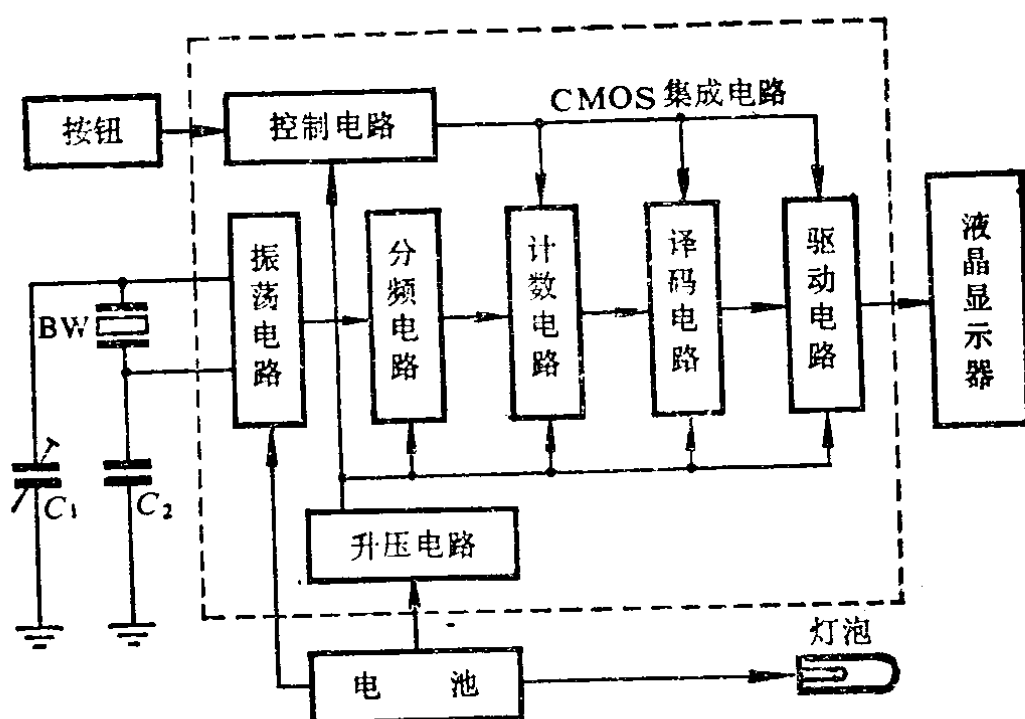 CMOS集成电路
按钮
控制电路
振荡电路
分频电路
计数电路
译码电路
驱动电路
液晶显示器
BW
C₁
C₂
升压电路
灯泡
电池